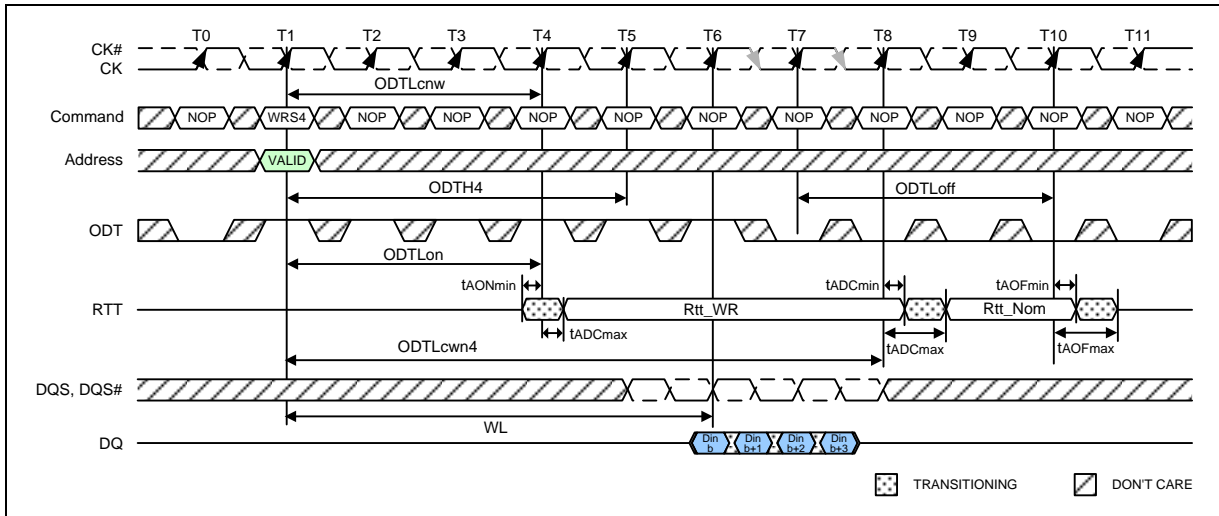 T0 T1 T2 T3 T4 T5 T6 T7 T8 T9 T10 T11
CK#
CK
ODTLcnw
Command NOP WRS4 NOP NOP NOP NOP NOP NOP NOP NOP NOP NOP
Address VALID
ODTH4 ODTLoff
ODT
ODTLon
tAONmin tADCmin tAOFmin
RTT Rtt_WR Rtt_Nom
tADCmax
ODTLcwn4 tADCmax tAOFmax
DQS, DQS#
WL
DQ Din b Din b+1 Din b+2 Din b+3
TRANSITIONING DON'T CARE